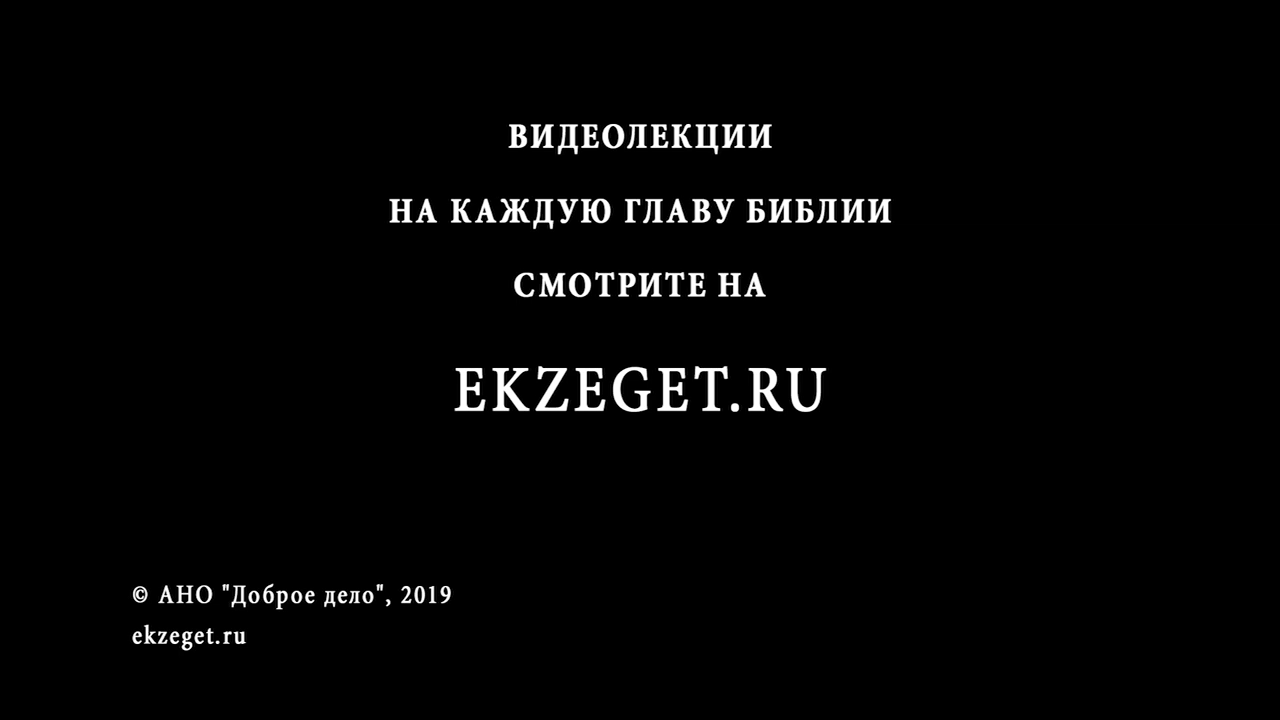 ВИДЕОЛЕКЦИИ
НА КАЖДУЮ ГЛАВУ БИБЛИИ
СМОТРИТЕ НА
EKZEGET.RU
© АНО "Доброе дело", 2019
ekzeget.ru